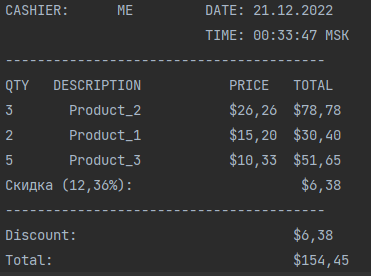 CASHIER: ME DATE: 21.12.2022
TIME: 00:33:47 MSK
----------------------------------------
QTY DESCRIPTION PRICE TOTAL
3 Product_2 $26,26 $78,78
2 Product_1 $15,20 $30,40
5 Product_3 $10,33 $51,65
Скидка (12,36%): $6,38
----------------------------------------
Discount: $6,38
Total: $154,45